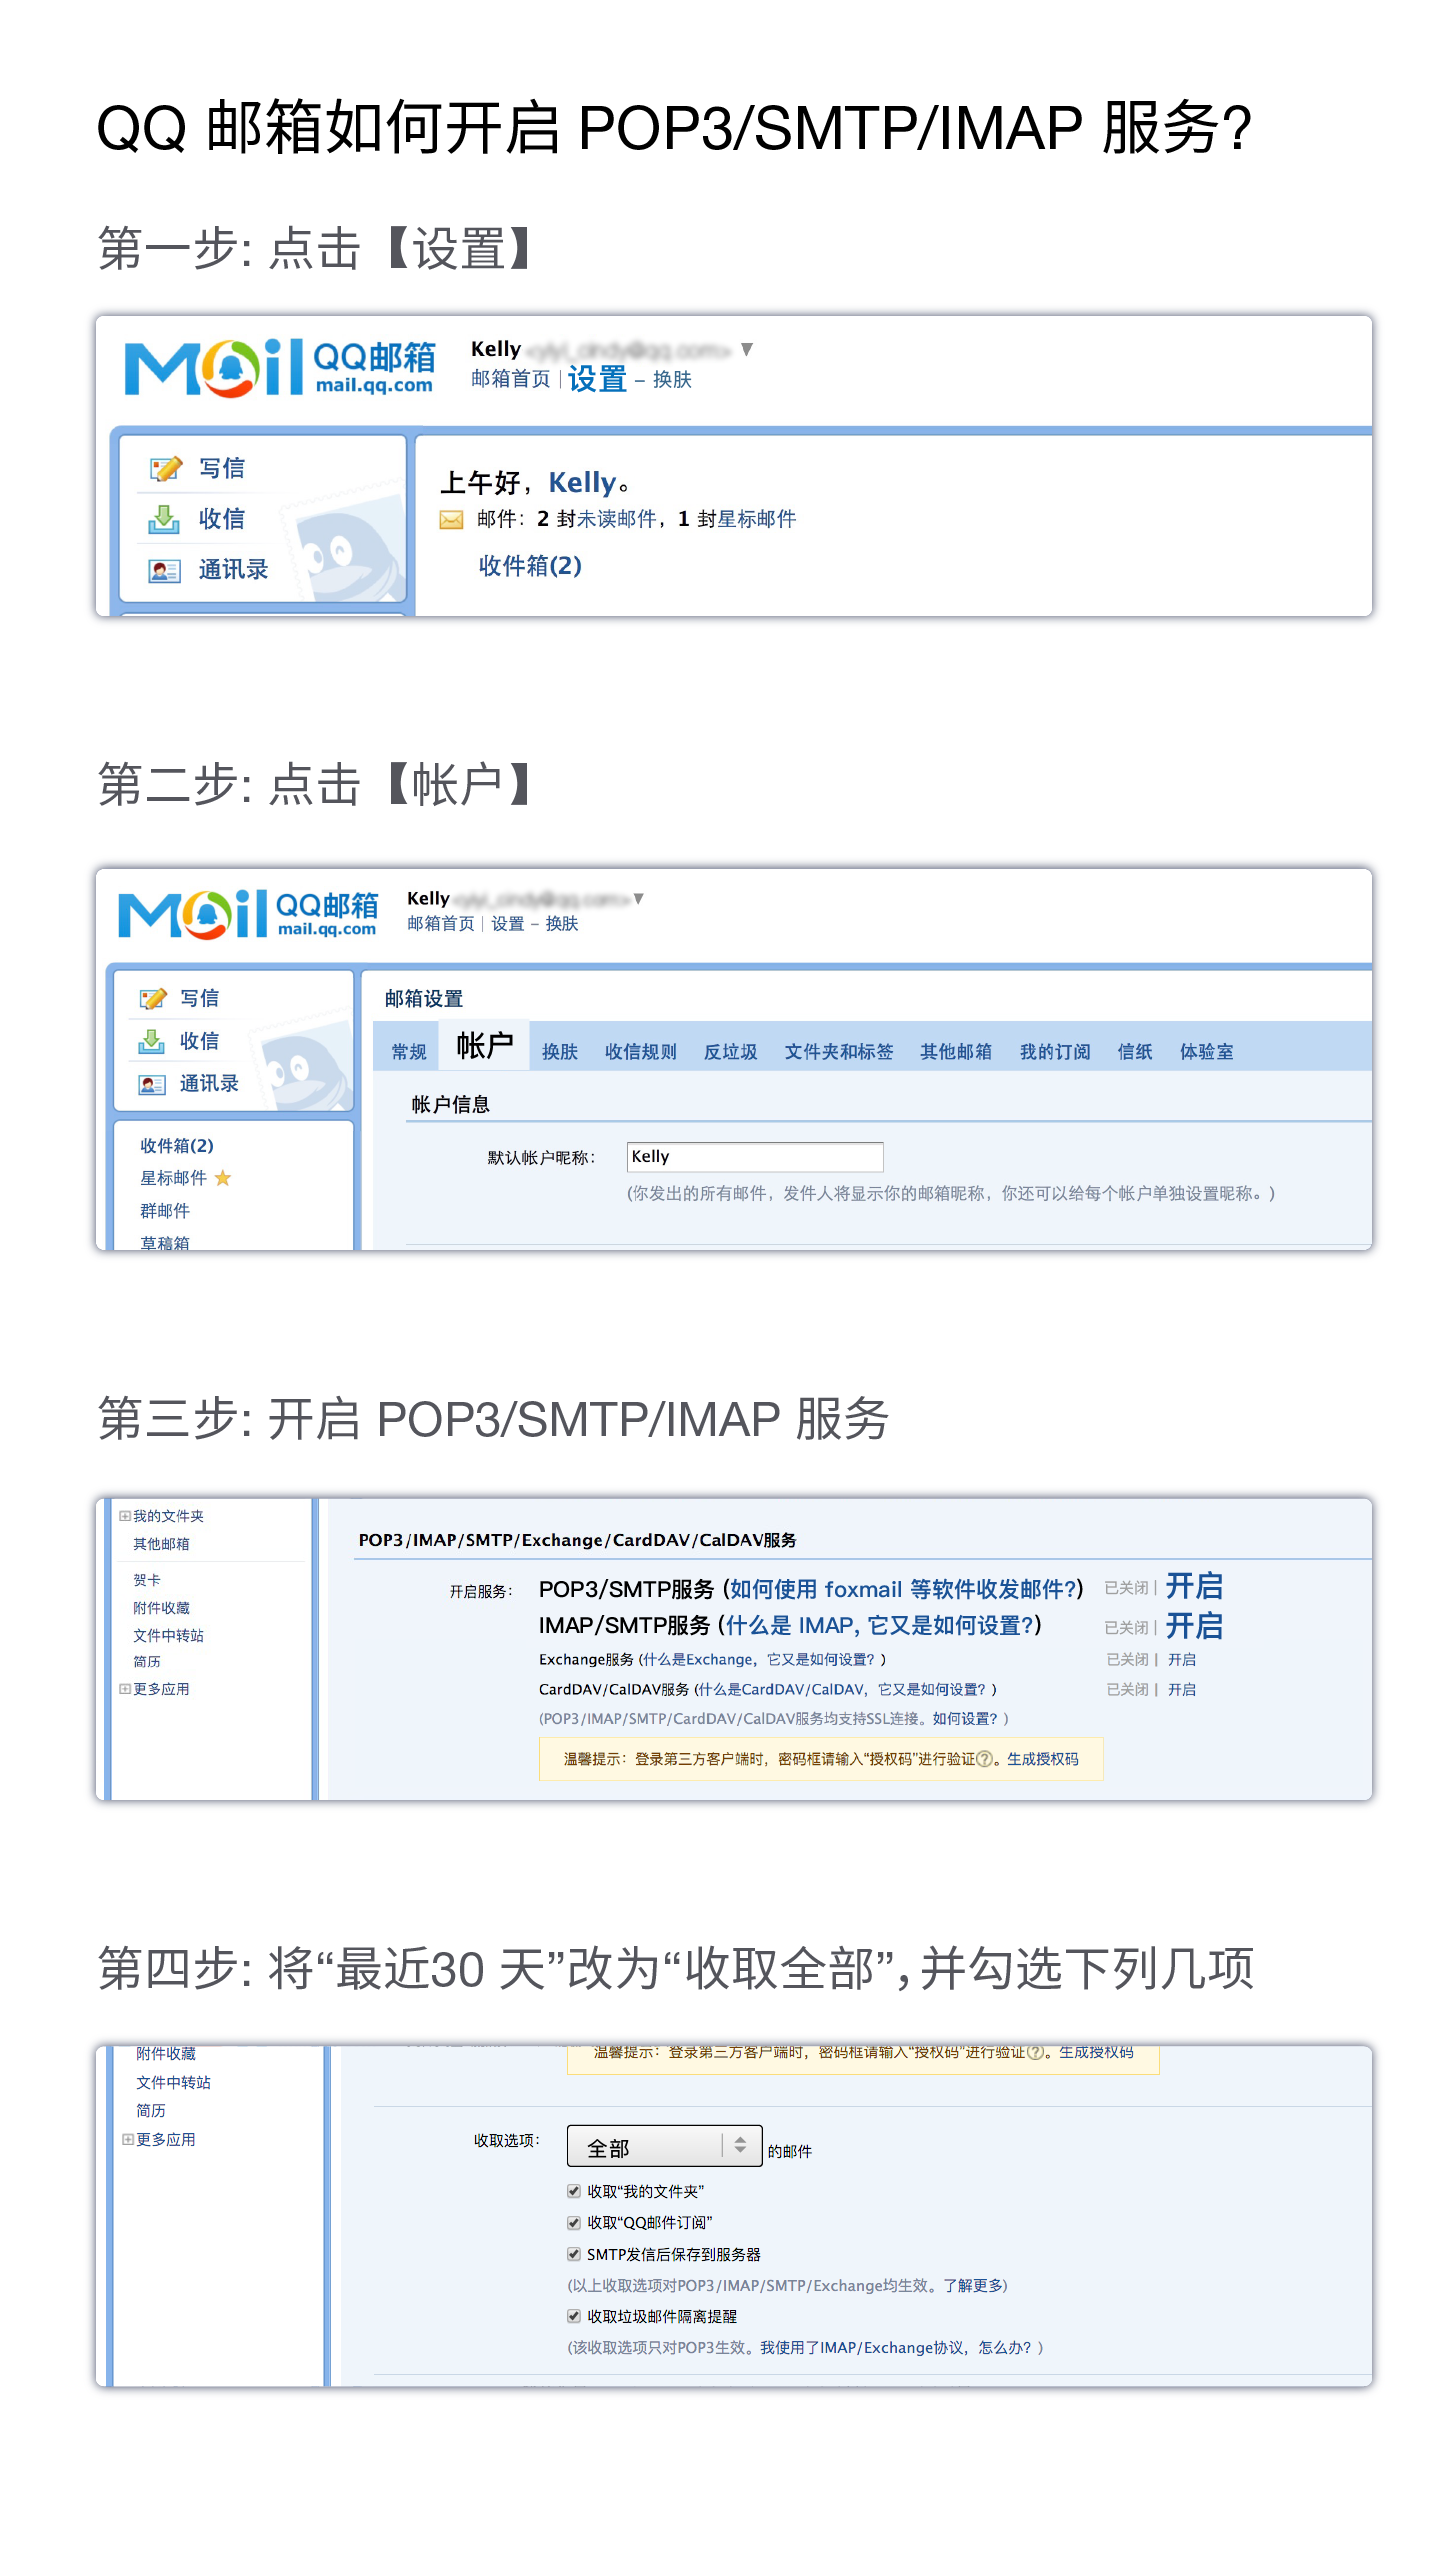 QQ 邮箱如何开启 POP3/SMTP/IMAP 服务?
第一步: 点击【设置】
Mail QQ邮箱
mail.qq.com
Kelly
邮箱首页 | 设置 – 换肤
写信
收信
通讯录
上午好，Kelly。
邮件：2 封未读邮件，1 封星标邮件
收件箱(2)
第二步: 点击【帐户】
Mail QQ邮箱
mail.qq.com
Kelly
邮箱首页 | 设置 – 换肤
写信
收信
通讯录
收件箱(2)
星标邮件
群邮件
草稿箱
邮箱设置
常规 帐户 换肤 收信规则 反垃圾 文件夹和标签 其他邮箱 我的订阅 信纸 体验室
帐户信息
默认帐户昵称： Kelly
(你发出的所有邮件，发件人将显示你的邮箱昵称，你还可以给每个帐户单独设置昵称。)
第三步: 开启 POP3/SMTP/IMAP 服务
我的文件夹
其他邮箱
贺卡
附件收藏
文件中转站
简历
更多应用
POP3/IMAP/SMTP/Exchange/CardDAV/CalDAV服务
开启服务： POP3/SMTP服务 (如何使用 foxmail 等软件收发邮件?) 已关闭 | 开启
IMAP/SMTP服务 (什么是 IMAP, 它又是如何设置?) 已关闭 | 开启
Exchange服务 (什么是Exchange，它又是如何设置？) 已关闭 | 开启
CardDAV/CalDAV服务 (什么是CardDAV/CalDAV，它又是如何设置？) 已关闭 | 开启
(POP3/IMAP/SMTP/CardDAV/CalDAV服务均支持SSL连接。如何设置？)
温馨提示：登录第三方客户端时，密码框请输入“授权码”进行验证?。生成授权码
第四步: 将“最近30 天”改为“收取全部”, 并勾选下列几项
附件收藏
文件中转站
简历
更多应用
温馨提示：登录第三方客户端时，密码框请输入“授权码”进行验证?。生成授权码
收取选项： 全部 的邮件
收取“我的文件夹”
收取“QQ邮件订阅”
SMTP发信后保存到服务器
(以上收取选项对POP3/IMAP/SMTP/Exchange均生效。了解更多)
收取垃圾邮件隔离提醒
(该收取选项只对POP3生效。我使用了IMAP/Exchange协议，怎么办？)